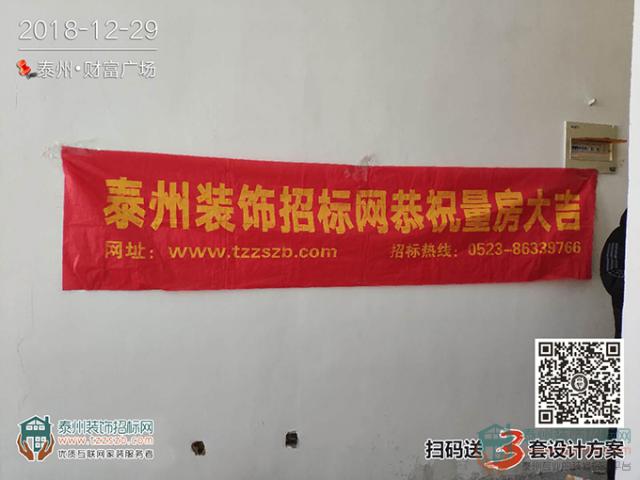 2018-12-29
泰州·财富广场
泰州装饰招标网恭祝量房大吉
网址：www.tzzszb.com 招标热线：0523-86339766
泰州装饰招标网
www.tzzszb.com
优质互联网家装服务者
扫码送3套设计方案